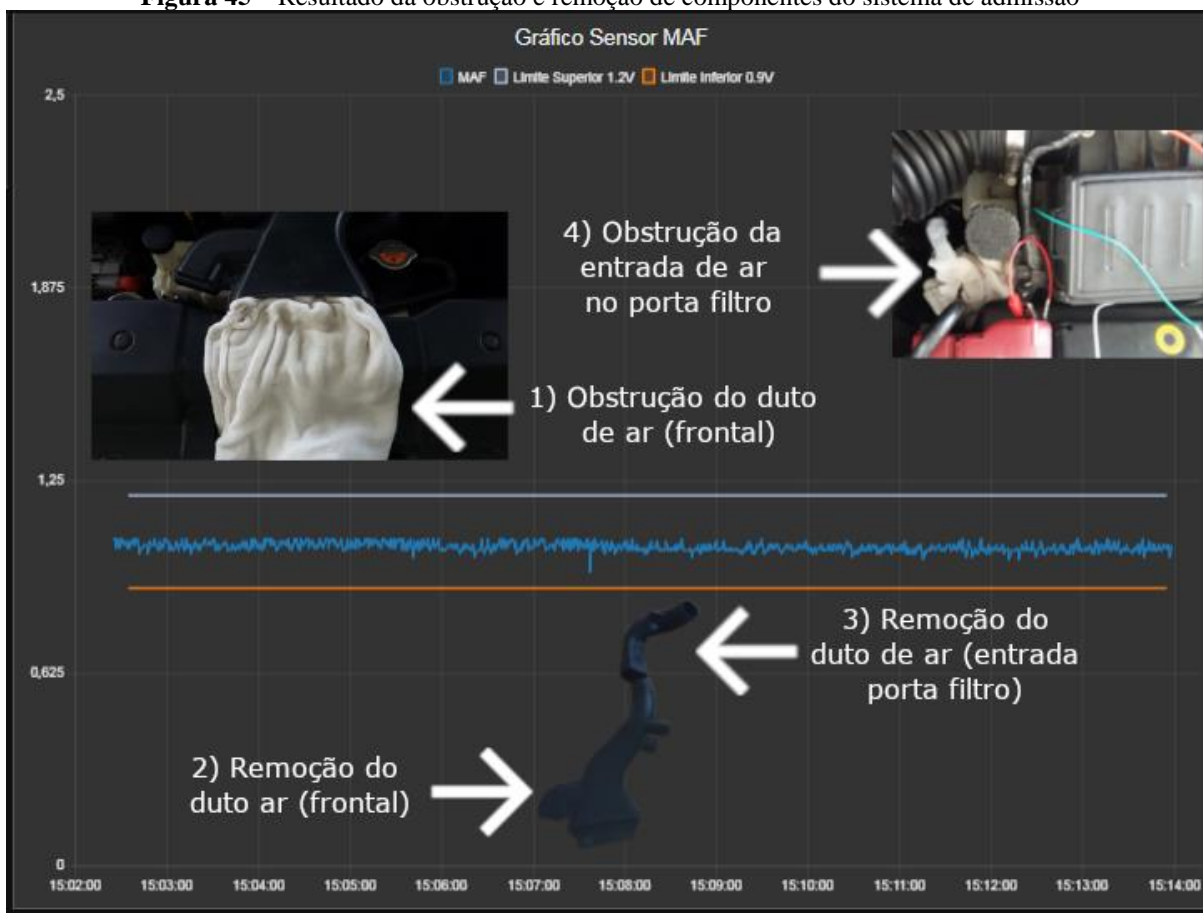 Figura 45 – Resultado da obstrução e remoção de componentes do sistema de admissão
Gráfico Sensor MAF
MAF Limite Superior 1.2V Limite Inferior 0.9V
2,5
1,875
1,25
0,625
0
4) Obstrução da
entrada de ar
no porta filtro
1) Obstrução do duto
de ar (frontal)
3) Remoção do
duto de ar (entrada
porta filtro)
2) Remoção do
duto ar (frontal)
15:02:00 15:03:00 15:04:00 15:05:00 15:06:00 15:07:00 15:08:00 15:09:00 15:10:00 15:11:00 15:12:00 15:13:00 15:14:00